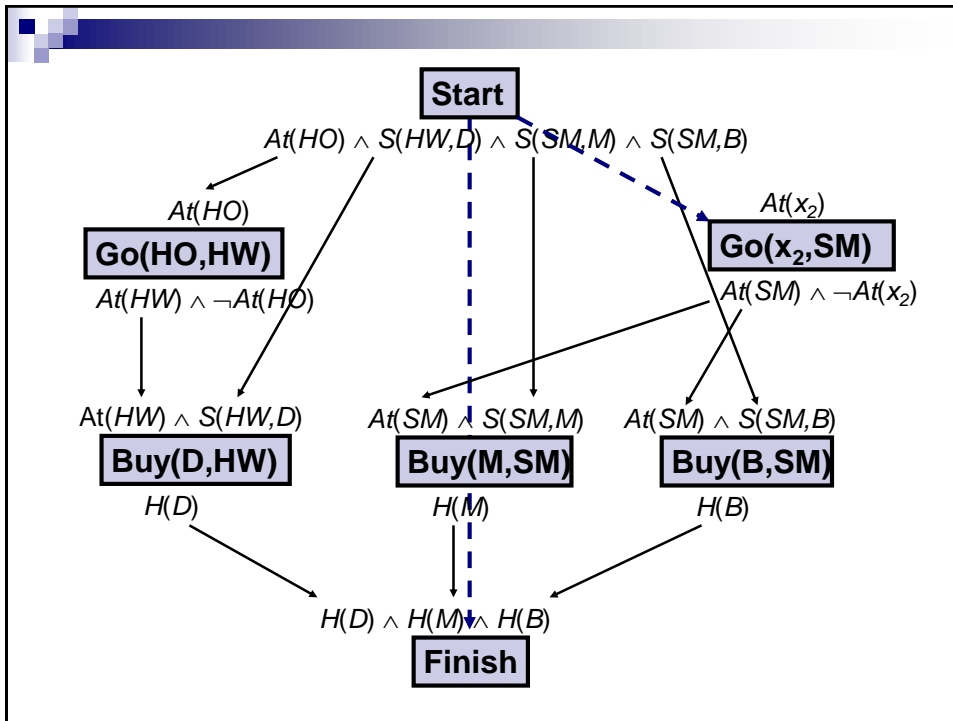 Start
At(HO) ∧ S(HW,D) ∧ S(SM,M) ∧ S(SM,B)
At(HO)
Go(HO,HW)
At(HW) ∧ ¬At(HO)
At(x₂)
Go(x₂,SM)
At(SM) ∧ ¬At(x₂)
At(HW) ∧ S(HW,D)
Buy(D,HW)
H(D)
At(SM) ∧ S(SM,M)
Buy(M,SM)
H(M)
At(SM) ∧ S(SM,B)
Buy(B,SM)
H(B)
H(D) ∧ H(M) ∧ H(B)
Finish